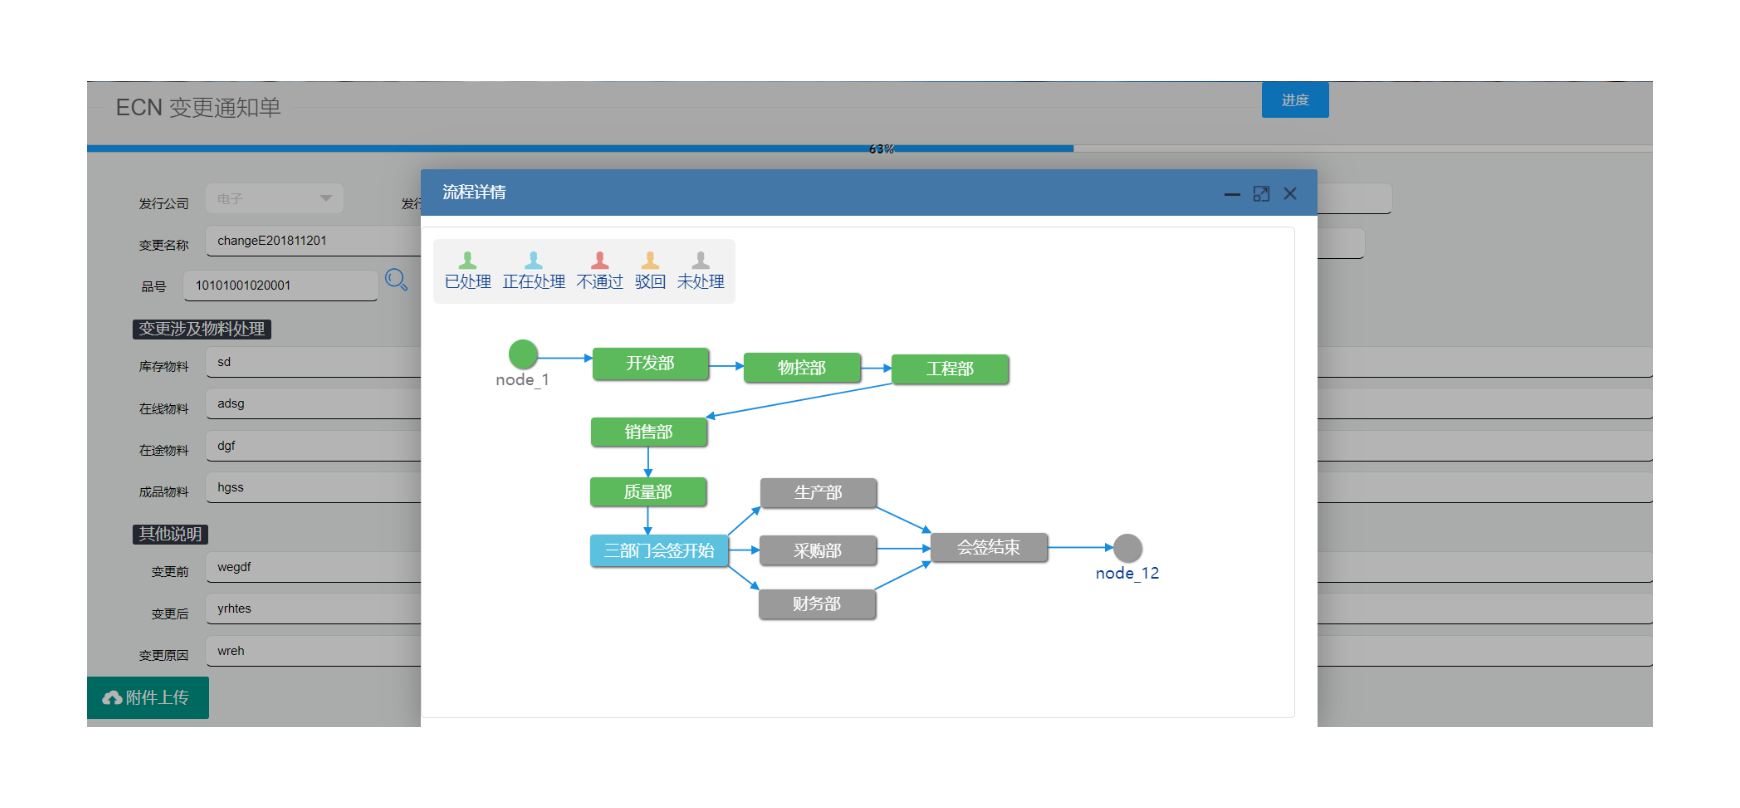 ECN 变更通知单
进度
63%
发行公司
电子
发行
变更名称
changeE201811201
品号
10101001020001
变更涉及物料处理
库存物料
sd
在线物料
adsg
在途物料
dgf
成品物料
hgss
其他说明
变更前
wegdf
变更后
yrhtes
变更原因
wreh
附件上传
流程详情
已处理 正在处理 不通过 驳回 未处理
node_1
开发部
物控部
工程部
销售部
质量部
三部门会签开始
生产部
采购部
财务部
会签结束
node_12